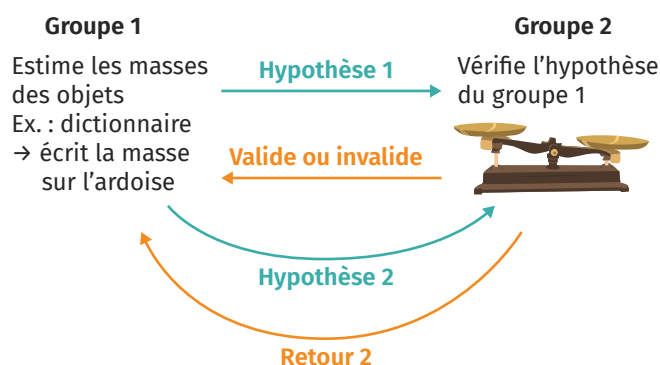 Groupe 1
Estime les masses
des objets
Ex. : dictionnaire
→ écrit la masse
sur l’ardoise
Hypothèse 1
Valide ou invalide
Groupe 2
Vérifie l’hypothèse
du groupe 1
Hypothèse 2
Retour 2